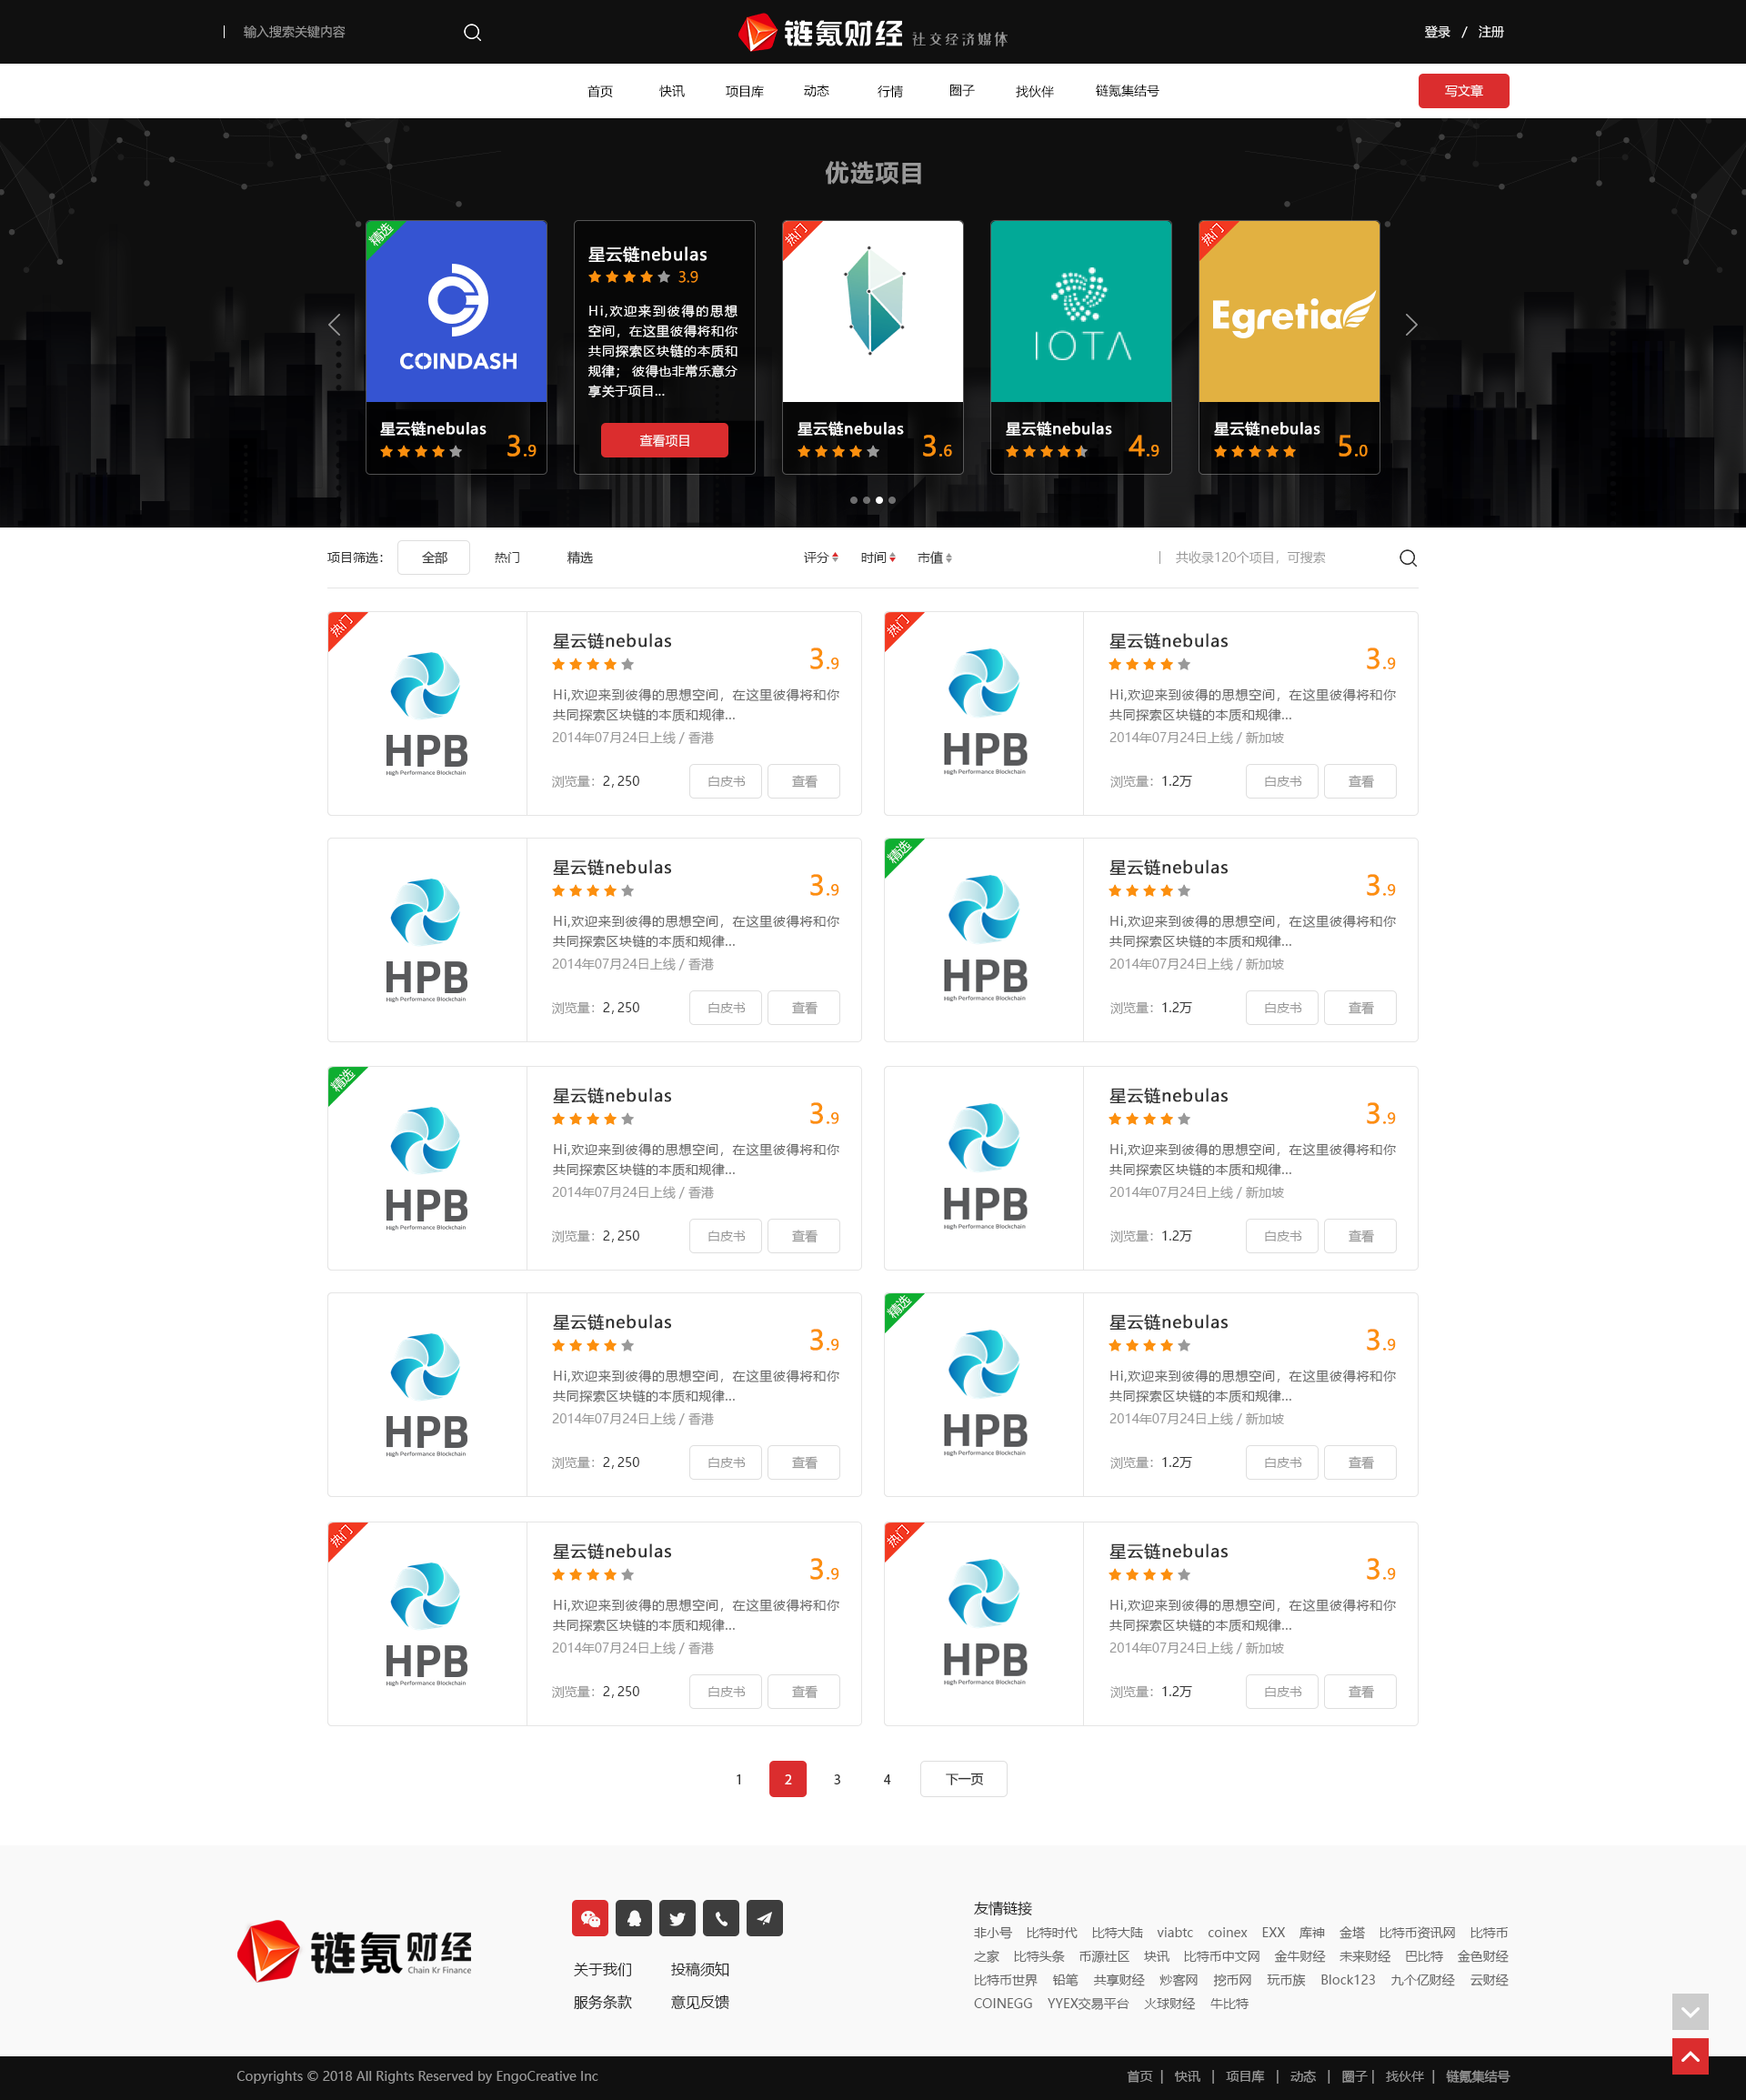 输入搜索关键内容
链氪财经 社交经济媒体
登录 / 注册
首页 快讯 项目库 动态 行情 圈子 找伙伴 链氪集结号
写文章
优选项目
精选
COINDASH
星云链nebulas
3.9
星云链nebulas
3.9
Hi,欢迎来到彼得的思想
空间，在这里彼得将和你
共同探索区块链的本质和
规律； 彼得也非常乐意分
享关于项目...
查看项目
热门
星云链nebulas
3.6
IOTA
星云链nebulas
4.9
热门
Egretia
星云链nebulas
5.0
项目筛选： 全部 热门 精选
评分 时间 市值
共收录120个项目，可搜索
热门
HPB
High Performance Blockchain
星云链nebulas
3.9
Hi,欢迎来到彼得的思想空间，在这里彼得将和你
共同探索区块链的本质和规律...
2014年07月24日上线 / 香港
浏览量：2,250 白皮书 查看
热门
HPB
High Performance Blockchain
星云链nebulas
3.9
Hi,欢迎来到彼得的思想空间，在这里彼得将和你
共同探索区块链的本质和规律...
2014年07月24日上线 / 新加坡
浏览量：1.2万 白皮书 查看
HPB
High Performance Blockchain
星云链nebulas
3.9
Hi,欢迎来到彼得的思想空间，在这里彼得将和你
共同探索区块链的本质和规律...
2014年07月24日上线 / 香港
浏览量：2,250 白皮书 查看
精选
HPB
High Performance Blockchain
星云链nebulas
3.9
Hi,欢迎来到彼得的思想空间，在这里彼得将和你
共同探索区块链的本质和规律...
2014年07月24日上线 / 新加坡
浏览量：1.2万 白皮书 查看
精选
HPB
High Performance Blockchain
星云链nebulas
3.9
Hi,欢迎来到彼得的思想空间，在这里彼得将和你
共同探索区块链的本质和规律...
2014年07月24日上线 / 香港
浏览量：2,250 白皮书 查看
HPB
High Performance Blockchain
星云链nebulas
3.9
Hi,欢迎来到彼得的思想空间，在这里彼得将和你
共同探索区块链的本质和规律...
2014年07月24日上线 / 新加坡
浏览量：1.2万 白皮书 查看
HPB
High Performance Blockchain
星云链nebulas
3.9
Hi,欢迎来到彼得的思想空间，在这里彼得将和你
共同探索区块链的本质和规律...
2014年07月24日上线 / 香港
浏览量：2,250 白皮书 查看
精选
HPB
High Performance Blockchain
星云链nebulas
3.9
Hi,欢迎来到彼得的思想空间，在这里彼得将和你
共同探索区块链的本质和规律...
2014年07月24日上线 / 新加坡
浏览量：1.2万 白皮书 查看
热门
HPB
High Performance Blockchain
星云链nebulas
3.9
Hi,欢迎来到彼得的思想空间，在这里彼得将和你
共同探索区块链的本质和规律...
2014年07月24日上线 / 香港
浏览量：2,250 白皮书 查看
热门
HPB
High Performance Blockchain
星云链nebulas
3.9
Hi,欢迎来到彼得的思想空间，在这里彼得将和你
共同探索区块链的本质和规律...
2014年07月24日上线 / 新加坡
浏览量：1.2万 白皮书 查看
1 2 3 4 下一页
链氪财经
Chain Kr Finance
关于我们 投稿须知
服务条款 意见反馈
友情链接
非小号 比特时代 比特大陆 viabtc coinex EXX 库神 金塔 比特币资讯网 比特币
之家 比特头条 币源社区 块讯 比特币中文网 金牛财经 未来财经 巴比特 金色财经
比特币世界 铅笔 共享财经 炒客网 挖币网 玩币族 Block123 九个亿财经 云财经
COINEGG YYEX交易平台 火球财经 牛比特
Copyrights © 2018 All Rights Reserved by EngoCreative Inc
首页 | 快讯 | 项目库 | 动态 | 圈子 | 找伙伴 | 链氪集结号